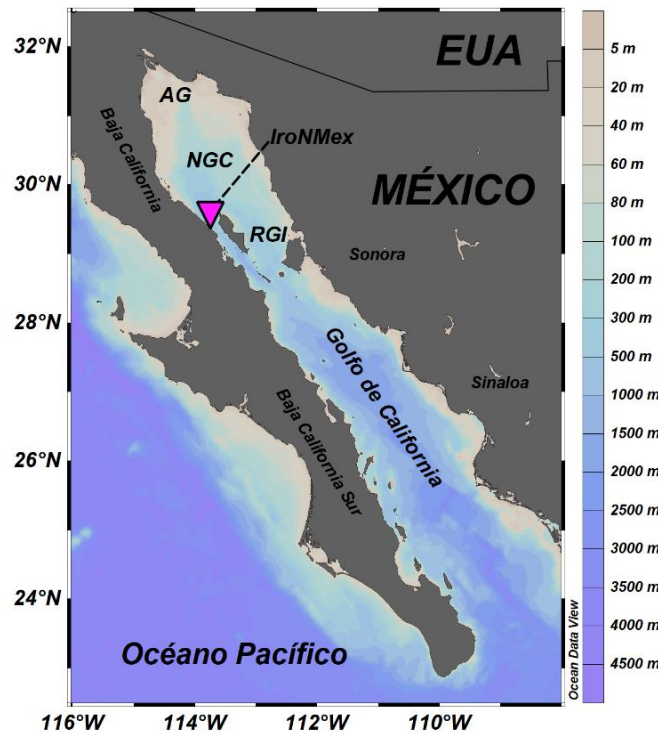 32°N
30°N
28°N
26°N
24°N
116°W
114°W
112°W
110°W
EUA
AG
Baja California
IroNMex
NGC
MÉXICO
RGI
Sonora
Golfo de California
Sinaloa
Baja California Sur
Océano Pacífico
5 m
20 m
40 m
60 m
80 m
100 m
200 m
500 m
1000 m
1500 m
2000 m
3000 m
3500 m
4000 m
4500 m
Ocean Data View